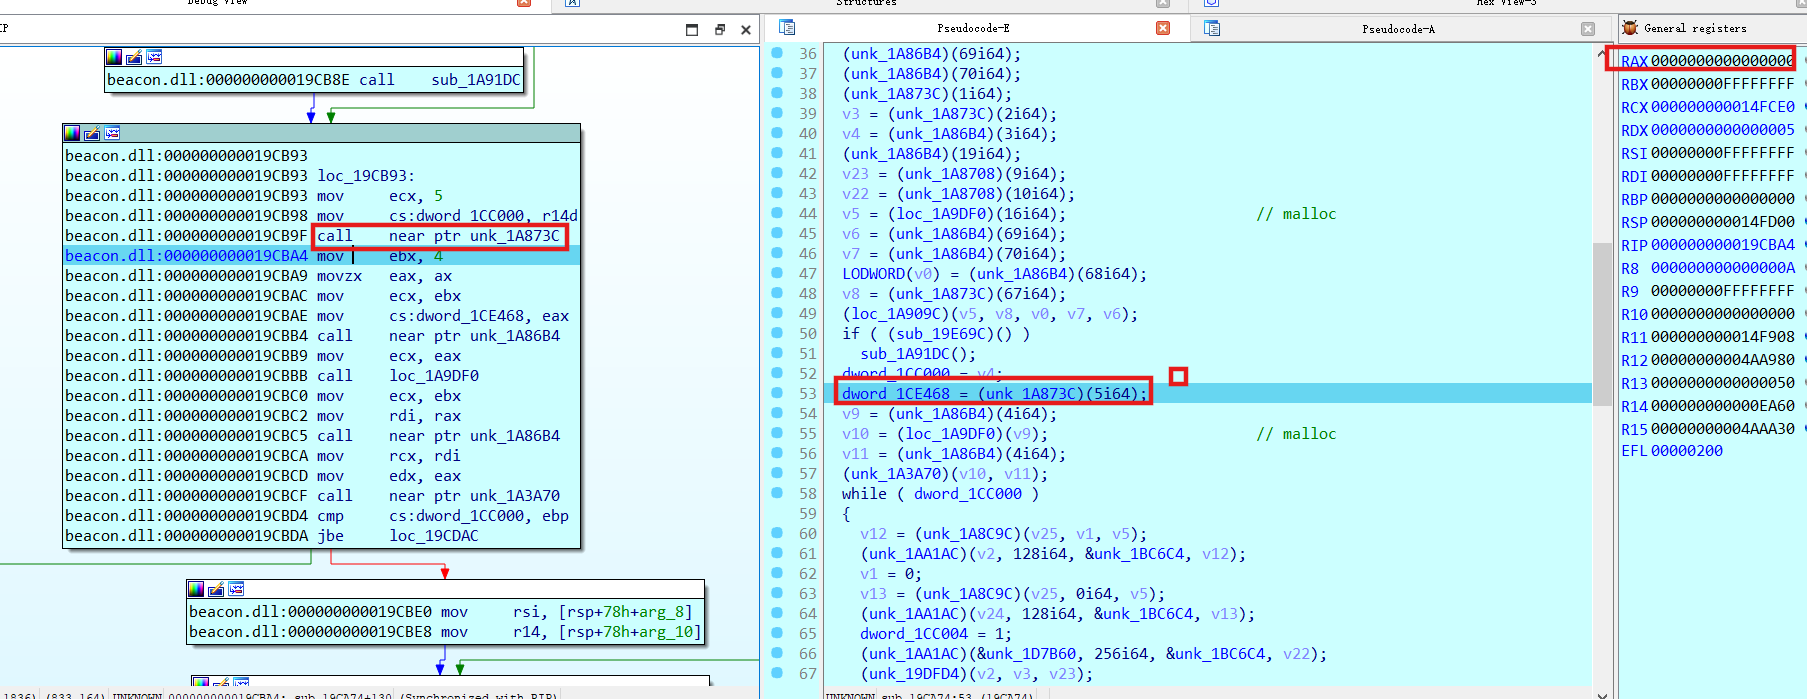 Debug View
Structures
Hex View-3
IP
Pseudocode-E
Pseudocode-A
General registers
beacon.dll:000000000019CB8E call sub_1A91DC
beacon.dll:000000000019CB93
beacon.dll:000000000019CB93 loc_19CB93:
beacon.dll:000000000019CB93 mov ecx, 5
beacon.dll:000000000019CB98 mov cs:dword_1CC000, r14d
beacon.dll:000000000019CB9F call near ptr unk_1A873C
beacon.dll:000000000019CBA4 mov ebx, 4
beacon.dll:000000000019CBA9 movzx eax, ax
beacon.dll:000000000019CBAC mov ecx, ebx
beacon.dll:000000000019CBAE mov cs:dword_1CE468, eax
beacon.dll:000000000019CBB4 call near ptr unk_1A86B4
beacon.dll:000000000019CBB9 mov ecx, eax
beacon.dll:000000000019CBBB call loc_1A9DF0
beacon.dll:000000000019CBC0 mov ecx, ebx
beacon.dll:000000000019CBC2 mov rdi, rax
beacon.dll:000000000019CBC5 call near ptr unk_1A86B4
beacon.dll:000000000019CBCA mov rcx, rdi
beacon.dll:000000000019CBCD mov edx, eax
beacon.dll:000000000019CBCF call near ptr unk_1A3A70
beacon.dll:000000000019CBD4 cmp cs:dword_1CC000, ebp
beacon.dll:000000000019CBDA jbe loc_19CDAC
beacon.dll:000000000019CBE0 mov rsi, [rsp+78h+arg_8]
beacon.dll:000000000019CBE8 mov r14, [rsp+78h+arg_10]
36 (unk_1A86B4)(69i64);
37 (unk_1A86B4)(70i64);
38 (unk_1A873C)(1i64);
39 v3 = (unk_1A873C)(2i64);
40 v4 = (unk_1A86B4)(3i64);
41 (unk_1A86B4)(19i64);
42 v23 = (unk_1A8708)(9i64);
43 v22 = (unk_1A8708)(10i64);
44 v5 = (loc_1A9DF0)(16i64); // malloc
45 v6 = (unk_1A86B4)(69i64);
46 v7 = (unk_1A86B4)(70i64);
47 LODWORD(v0) = (unk_1A86B4)(68i64);
48 v8 = (unk_1A873C)(67i64);
49 (loc_1A909C)(v5, v8, v0, v7, v6);
50 if ( (sub_19E69C)() )
51 sub_1A91DC();
52 dword_1CC000 = v4;
53 dword_1CE468 = (unk_1A873C)(5i64);
54 v9 = (unk_1A86B4)(4i64);
55 v10 = (loc_1A9DF0)(v9); // malloc
56 v11 = (unk_1A86B4)(4i64);
57 (unk_1A3A70)(v10, v11);
58 while ( dword_1CC000 )
59 {
60 v12 = (unk_1A8C9C)(v25, v1, v5);
61 (unk_1AA1AC)(v2, 128i64, &unk_1BC6C4, v12);
62 v1 = 0;
63 v13 = (unk_1A8C9C)(v25, 0i64, v5);
64 (unk_1AA1AC)(v24, 128i64, &unk_1BC6C4, v13);
65 dword_1CC004 = 1;
66 (unk_1AA1AC)(&unk_1D7B60, 256i64, &unk_1BC6C4, v22);
67 (unk_19DFD4)(v2, v3, v23);
RAX 0000000000000000
RBX 00000000FFFFFFFF
RCX 000000000014FCE0
RDX 0000000000000005
RSI 00000000FFFFFFFF
RDI 00000000FFFFFFFF
RBP 0000000000000000
RSP 000000000014FD00
RIP 000000000019CBA4
R8 000000000000000A
R9 00000000FFFFFFFF
R10 0000000000000000
R11 000000000014F908
R12 00000000004AA980
R13 0000000000000050
R14 000000000000EA60
R15 00000000004AAA30
EFL 00000200
1836) (833,164) UNKNOWN 000000000019CBA4: sub_19CA74+130 (Synchronized with RIP)
UNKNOWN sub_19CA74:53 (19CA74)